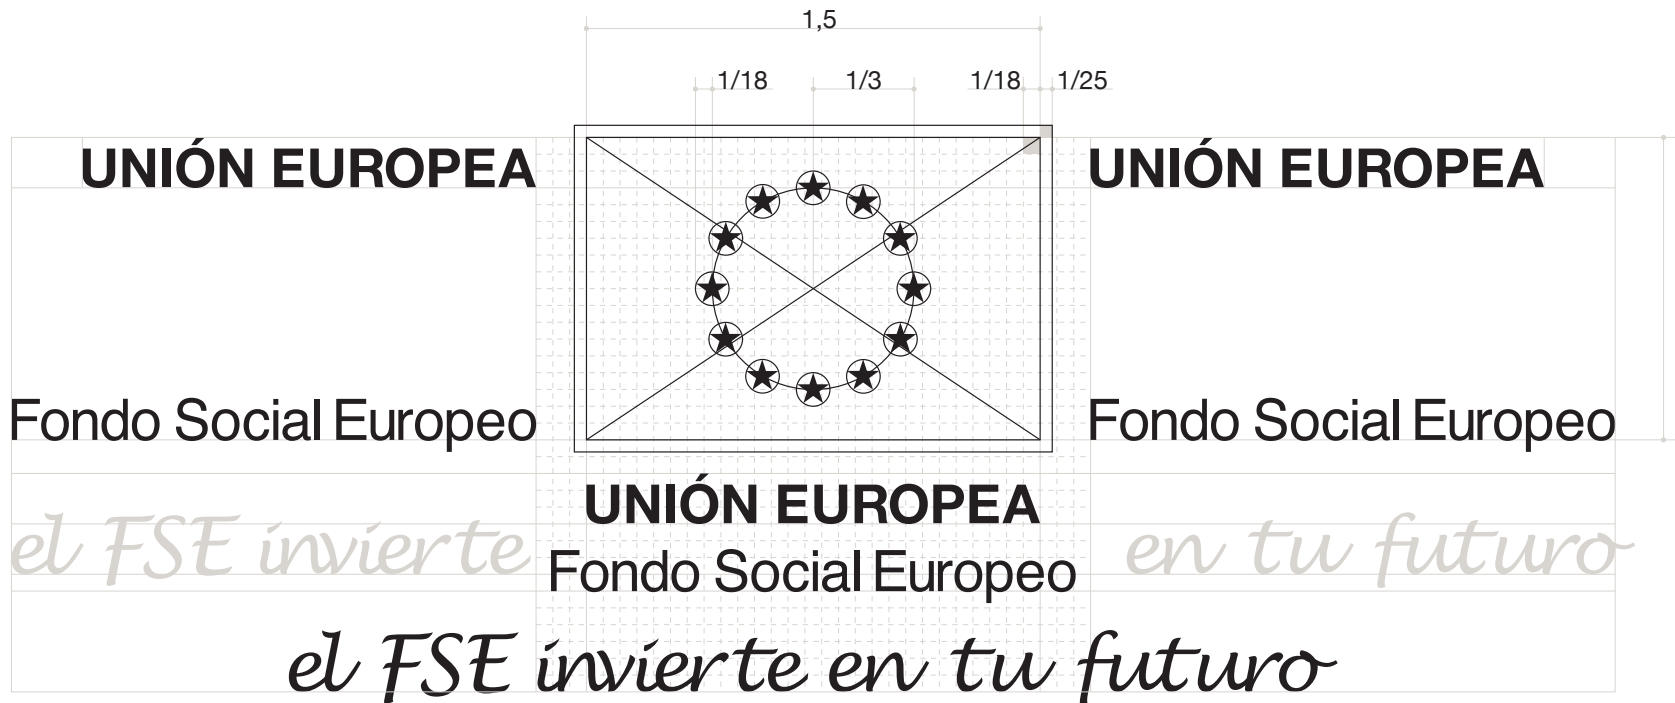 1,5
1/18 1/3 1/18 1/25
UNIÓN EUROPEA UNIÓN EUROPEA
Fondo Social Europeo Fondo Social Europeo
UNIÓN EUROPEA
el FSE invierte en tu futuro
Fondo Social Europeo
el FSE invierte en tu futuro